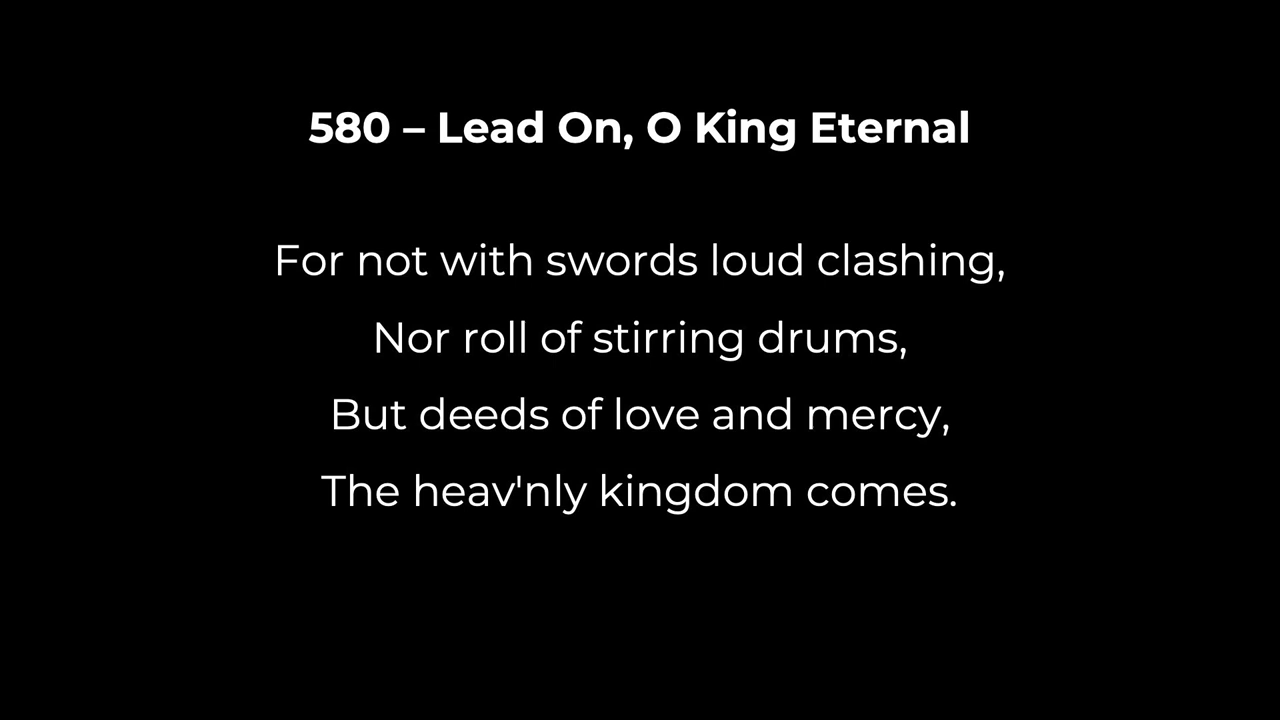 580 – Lead On, O King Eternal
For not with swords loud clashing,
Nor roll of stirring drums,
But deeds of love and mercy,
The heav'nly kingdom comes.